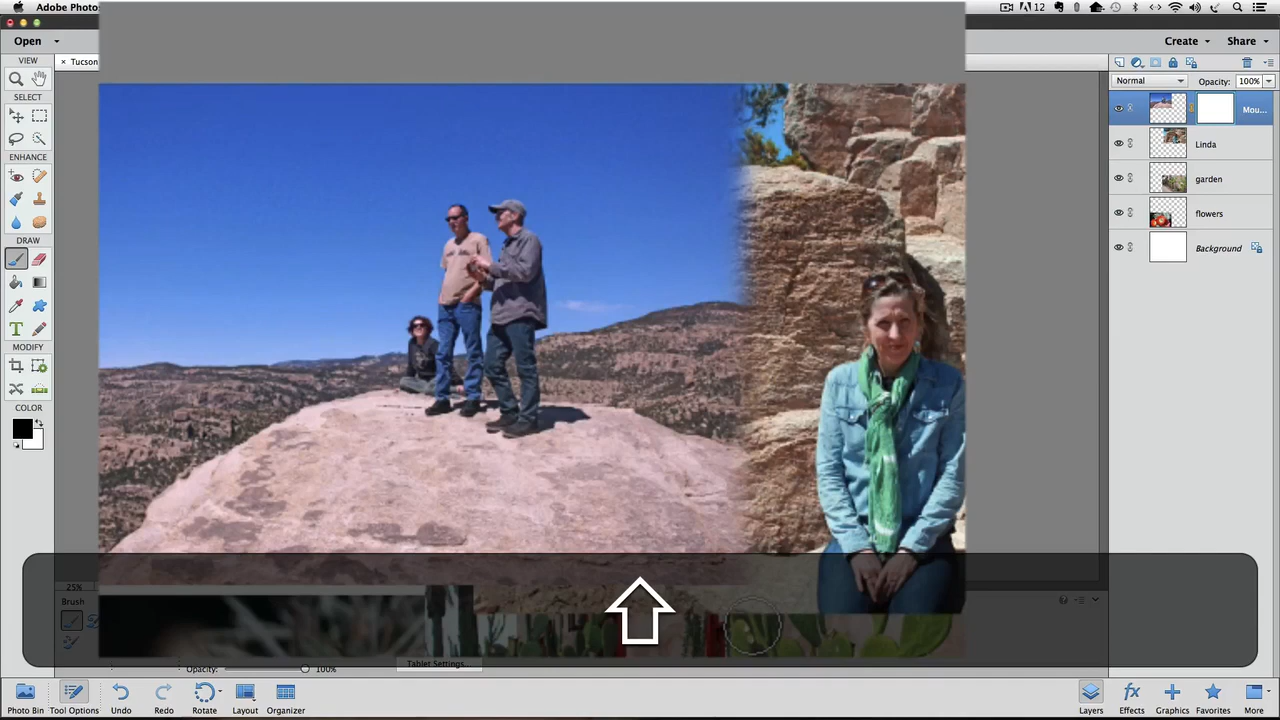 Adobe Photos
12
Open
Create
Share
VIEW
Tucson
SELECT
ENHANCE
DRAW
MODIFY
COLOR
Normal
Opacity: 100%
Mou...
Linda
garden
flowers
Background
25%
Brush
Opacity:
100%
Tablet Settings...
Photo Bin
Tool Options
Undo
Redo
Rotate
Layout
Organizer
Layers
Effects
Graphics
Favorites
More